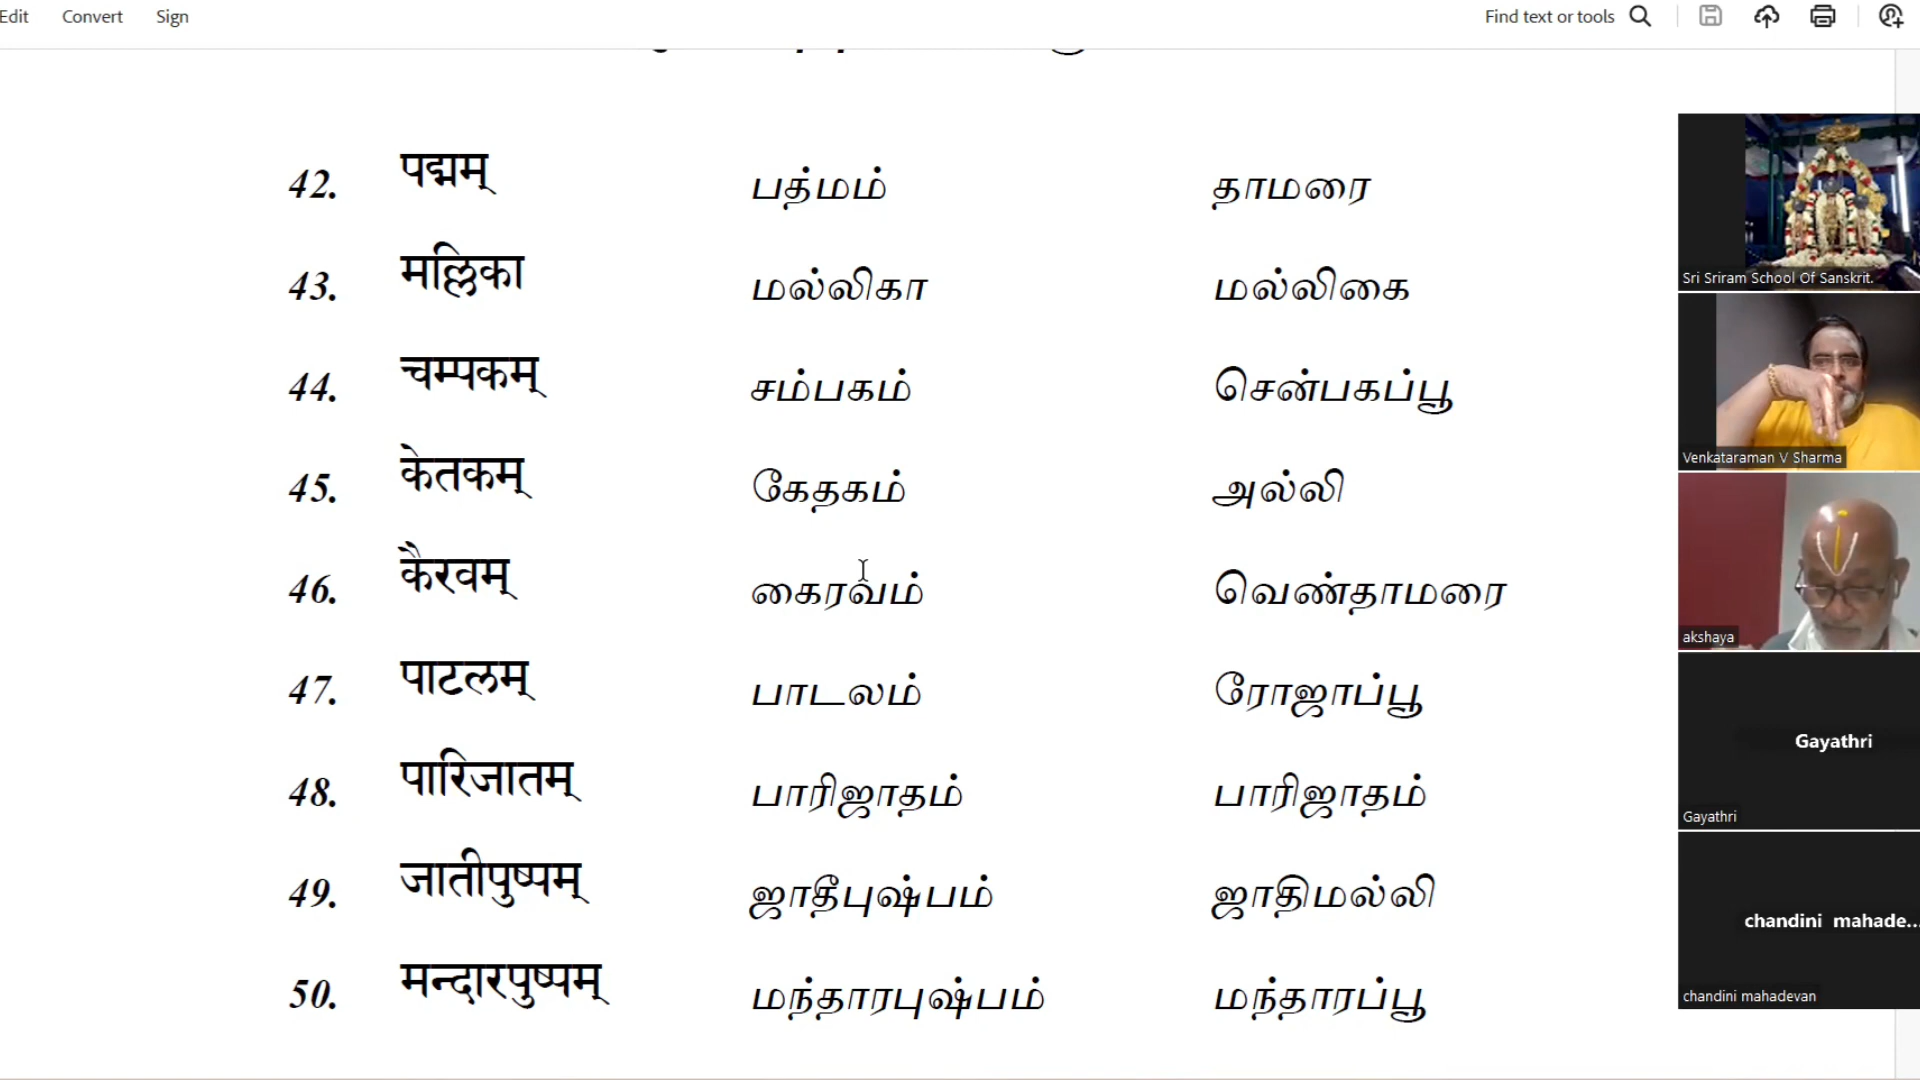 Edit Convert Sign Find text or tools
42. पद्मम् பத்மம் தாமரை
43. मल्लिका மல்லிகா மல்லிகை
44. चम्पकम् சம்பகம் செண்பகப்பூ
45. केतकम् கேதகம் அல்லி
46. कैरवम् கைரவம் வெண்தாமரை
47. पाटलम् பாடலம் ரோஜாப்பூ
48. पारिजातम् பாரிஜாதம் பாரிஜாதம்
49. जातीपुष्पम् ஜாதீபுஷ்பம் ஜாதிமல்லி
50. मन्दारपुष्पम् மந்தாரபுஷ்பம் மந்தாரப்பூ
Sri Sriram School Of Sanskrit.
Venkataraman V Sharma
akshaya
Gayathri
Gayathri
chandini mahade...
chandini mahadevan